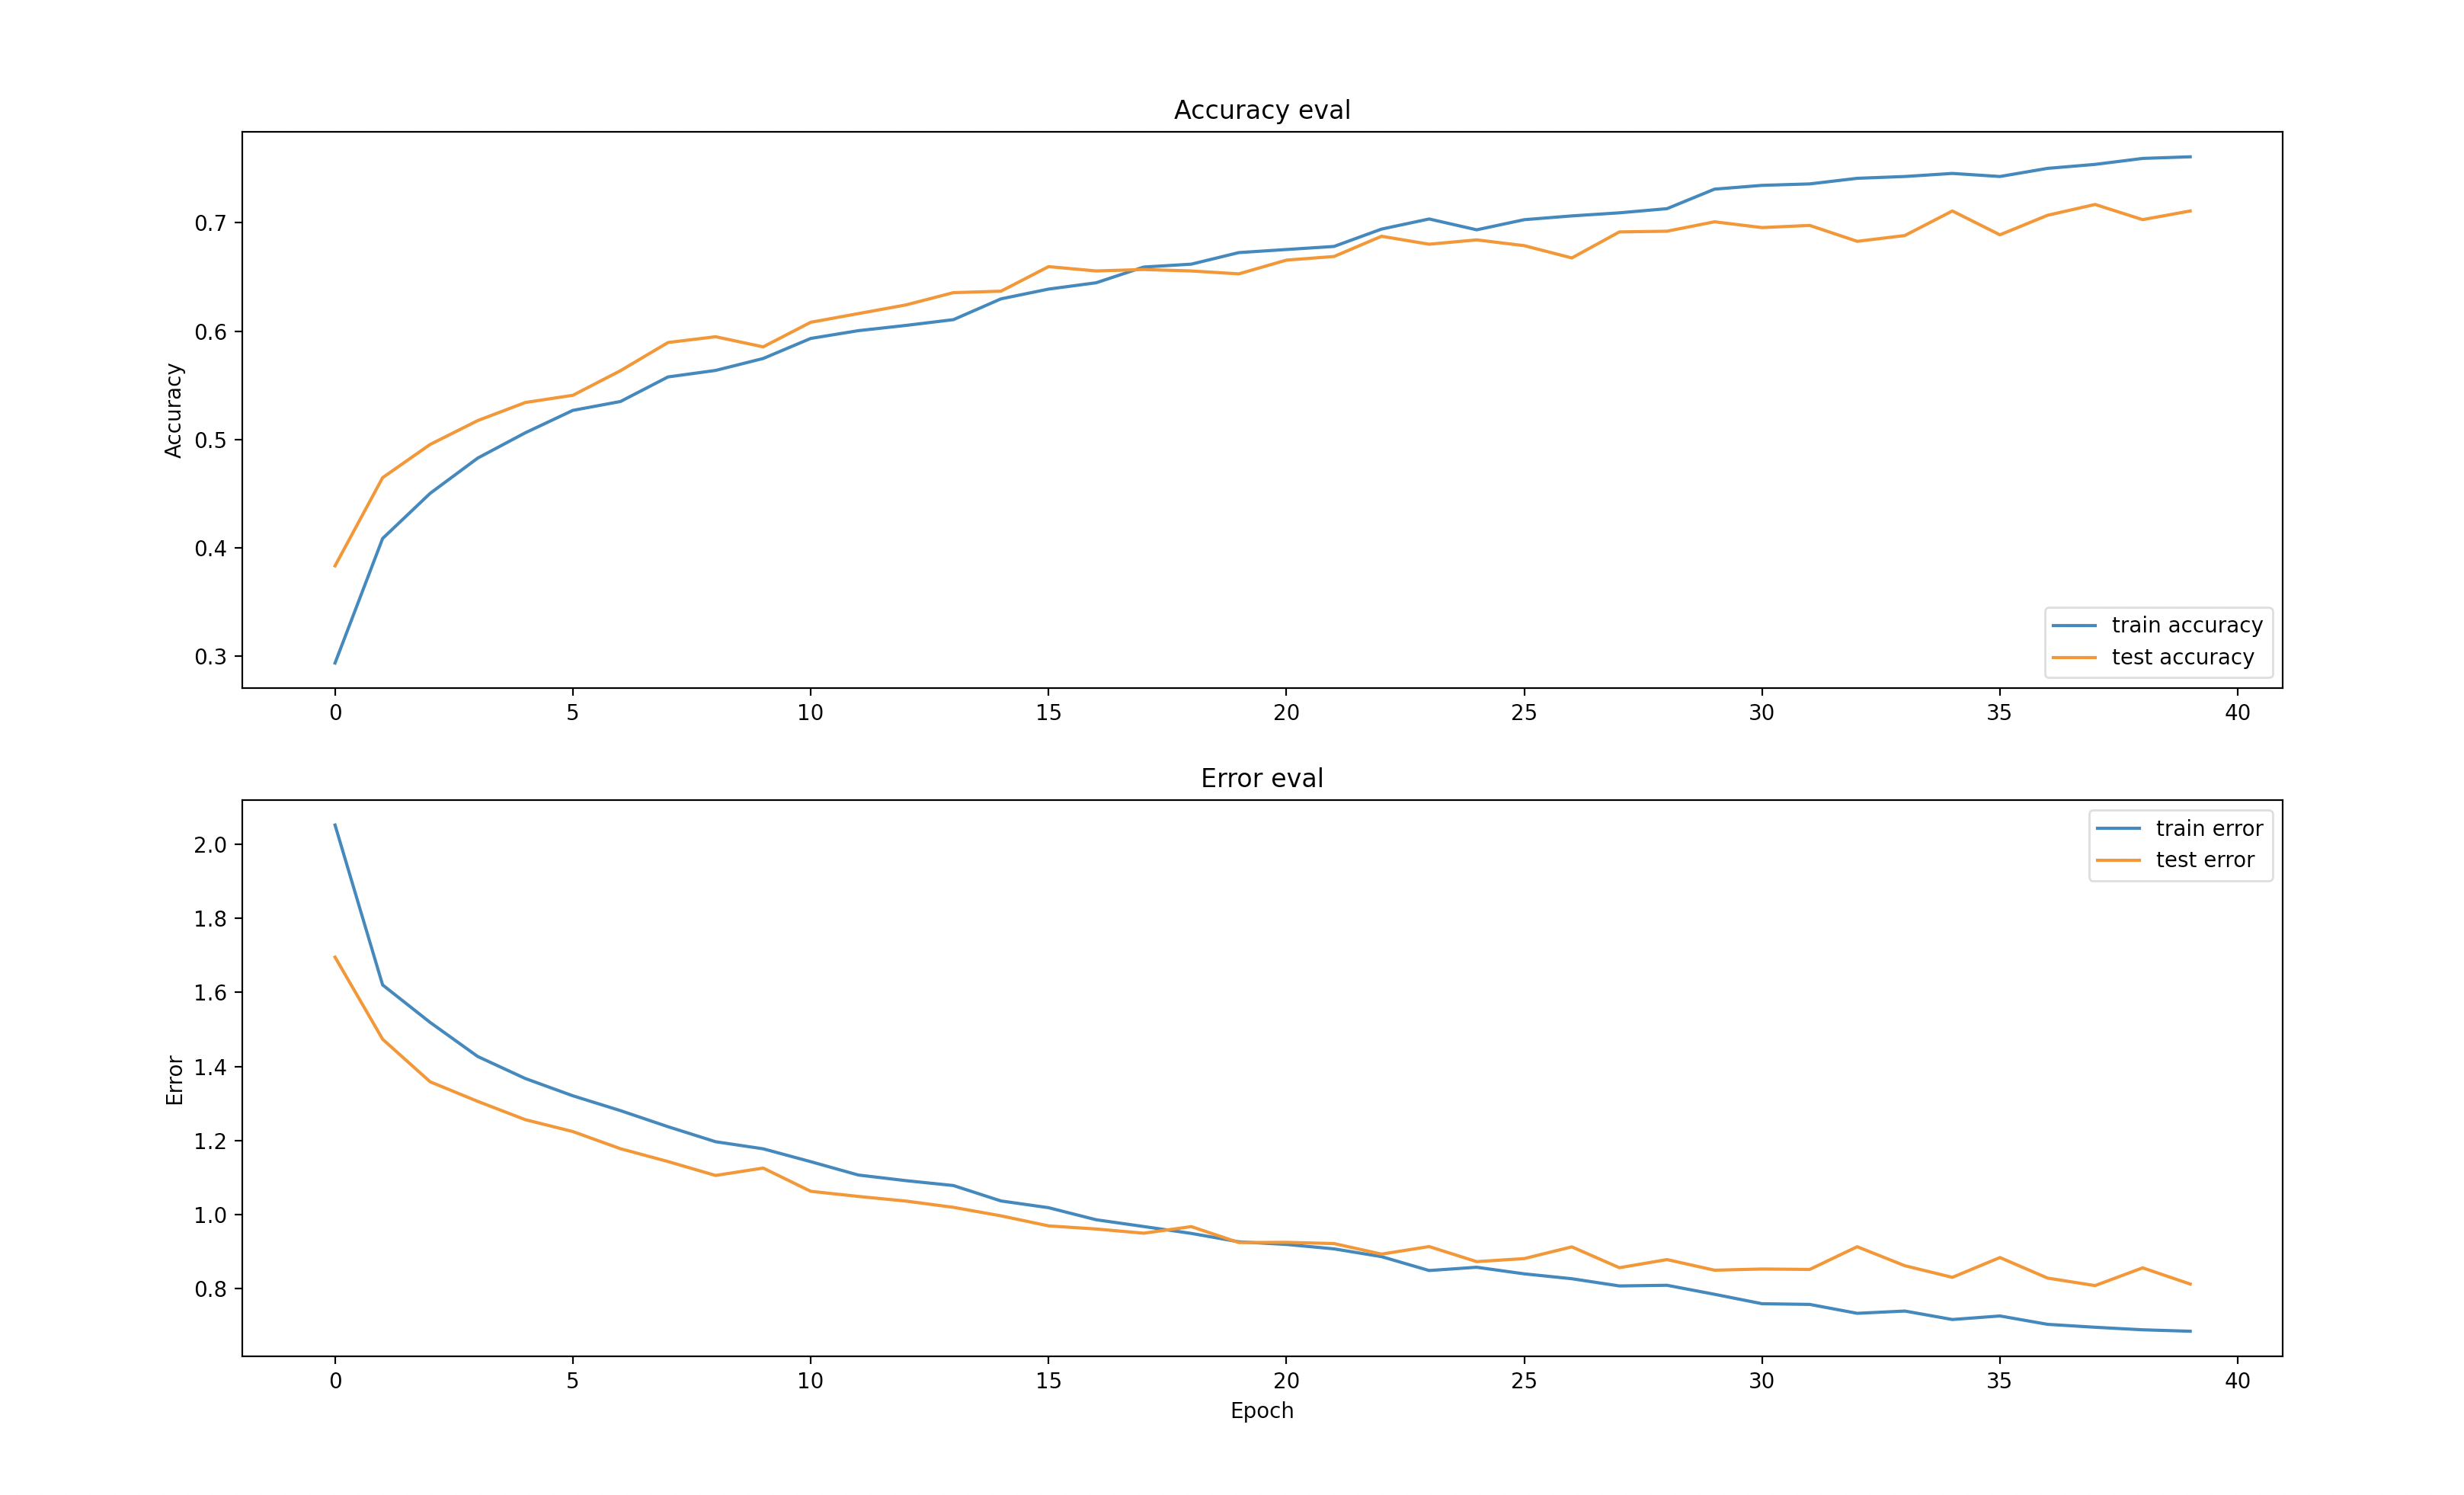 Accuracy eval
Accuracy
0.7
0.6
0.5
0.4
0.3
train accuracy
test accuracy
0 5 10 15 20 25 30 35 40
Error eval
Error
2.0
1.8
1.6
1.4
1.2
1.0
0.8
train error
test error
0 5 10 15 20 25 30 35 40
Epoch